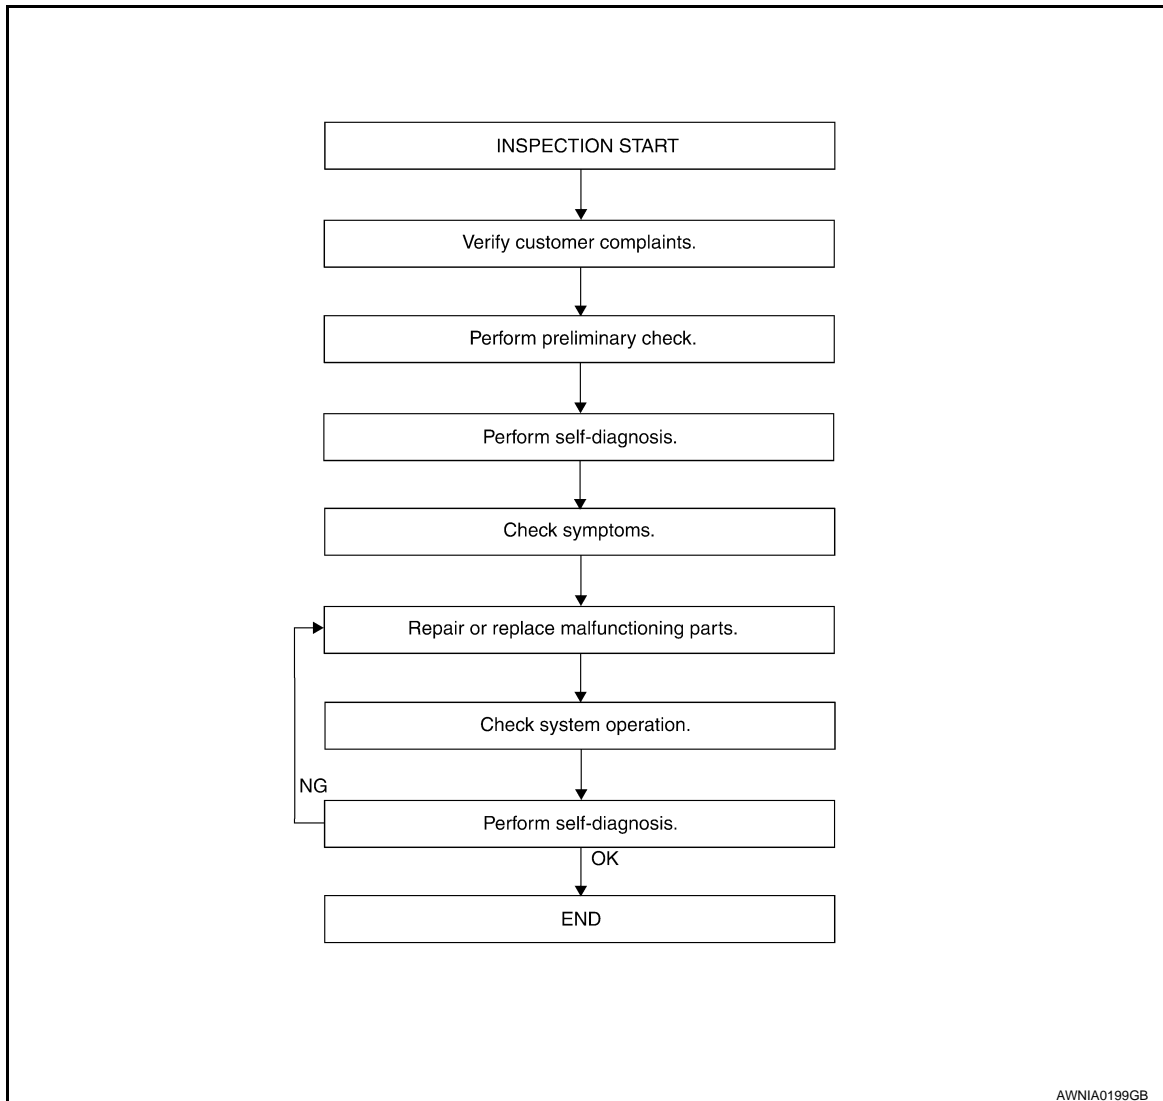 INSPECTION START
Verify customer complaints.
Perform preliminary check.
Perform self-diagnosis.
Check symptoms.
Repair or replace malfunctioning parts.
Check system operation.
NG
Perform self-diagnosis.
OK
END
AWNIA0199GB